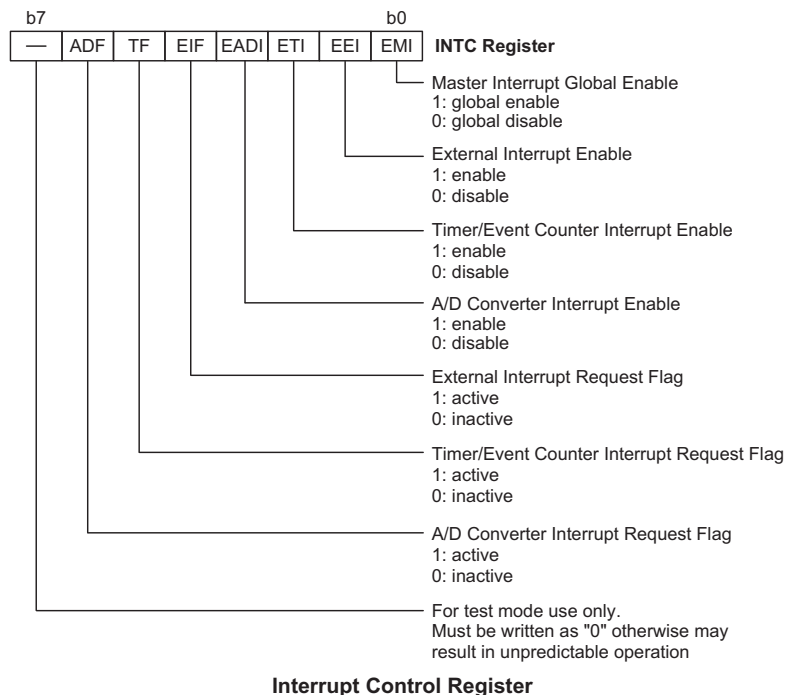 b7 b0
— ADF TF EIF EADI ETI EEI EMI INTC Register
Master Interrupt Global Enable
1: global enable
0: global disable
External Interrupt Enable
1: enable
0: disable
Timer/Event Counter Interrupt Enable
1: enable
0: disable
A/D Converter Interrupt Enable
1: enable
0: disable
External Interrupt Request Flag
1: active
0: inactive
Timer/Event Counter Interrupt Request Flag
1: active
0: inactive
A/D Converter Interrupt Request Flag
1: active
0: inactive
For test mode use only.
Must be written as "0" otherwise may
result in unpredictable operation
Interrupt Control Register